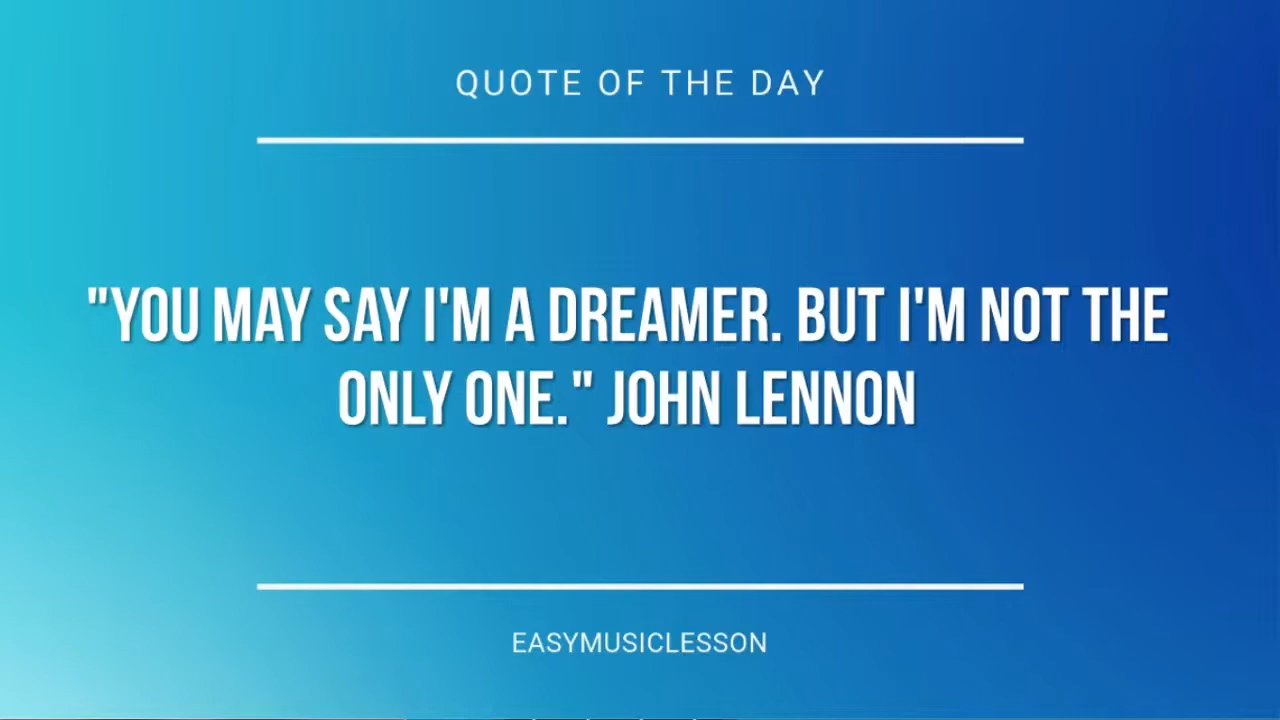 QUOTE OF THE DAY
"YOU MAY SAY I'M A DREAMER. BUT I'M NOT THE
ONLY ONE." JOHN LENNON
EASYMUSICLESSON